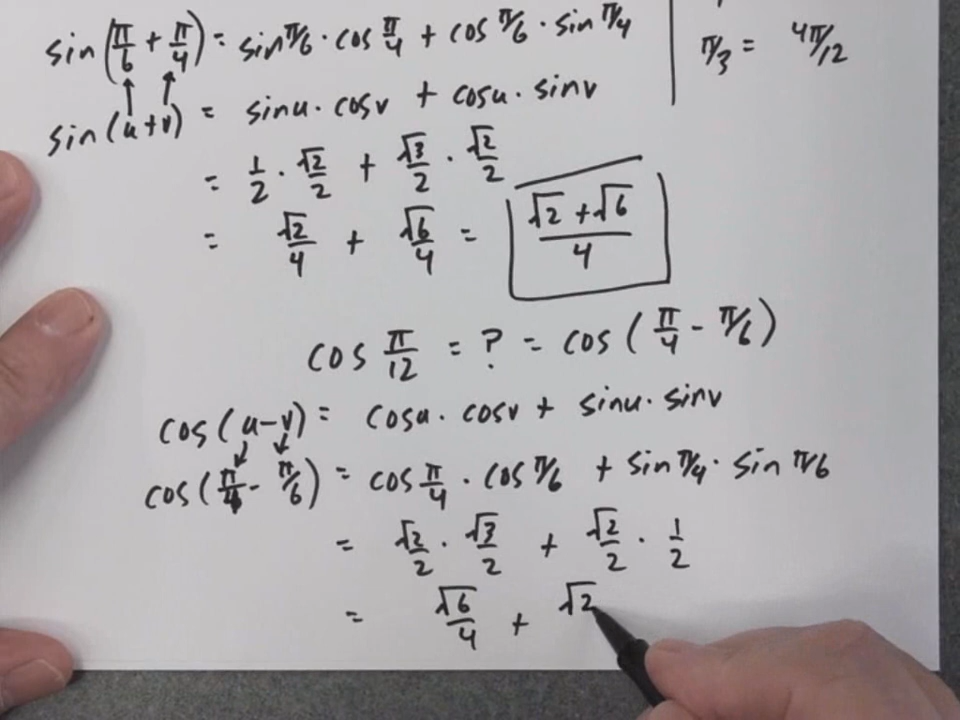 sin(π/6 + π/4) = sin π/6 · cos π/4 + cos π/6 · sin π/4
π/3 = 4π/12
sin(u+v) = sinu · cosv + cosu · sinv
= 1/2 · √2/2 + √3/2 · √2/2
= √2/4 + √6/4 = (√2 + √6)/4
cos π/12 = ? = cos(π/4 - π/6)
cos(u-v) = cosu · cosv + sinu · sinv
cos(π/4 - π/6) = cos π/4 · cos π/6 + sin π/4 · sin π/6
= √2/2 · √3/2 + √2/2 · 1/2
= √6/4 + √2